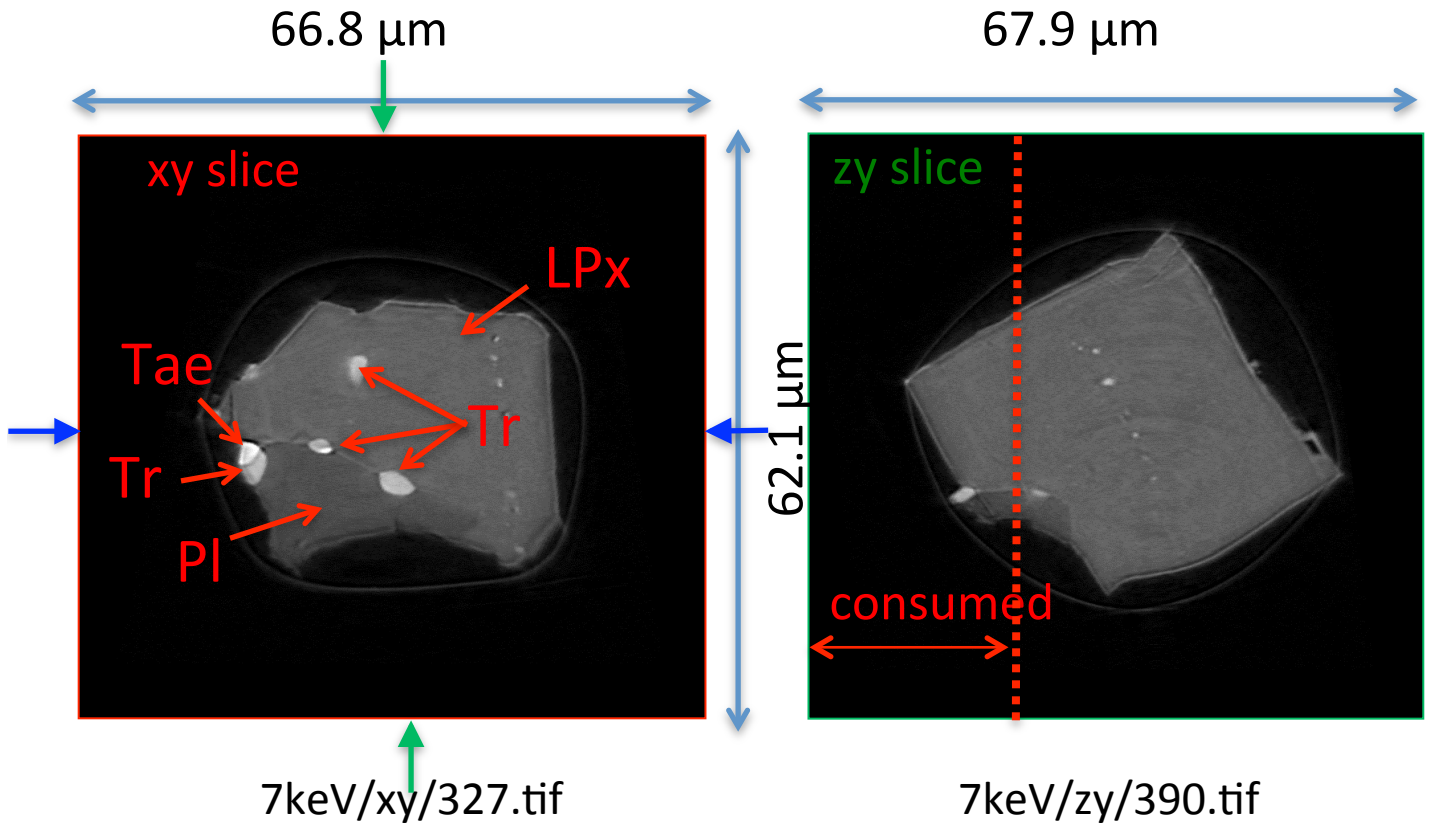 66.8 μm
67.9 μm
xy slice
zy slice
LPx
Tae
Tr
Tr
Pl
62.1 μm
consumed
7keV/xy/327.tif
7keV/zy/390.tif